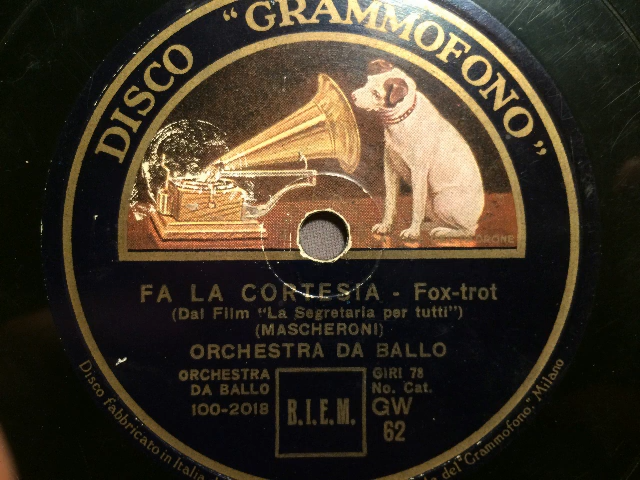 DISCO "GRAMMOFONO"
FA LA CORTESIA - Fox-trot
(Dal Film "La Segretaria per tutti")
(MASCHERONI)
ORCHESTRA DA BALLO
ORCHESTRA
DA BALLO
100-2018
B.I.E.M.
GIRI 78
No. Cat.
GW
62
Disco fabbricato in Italia
del "Grammofono," Milano